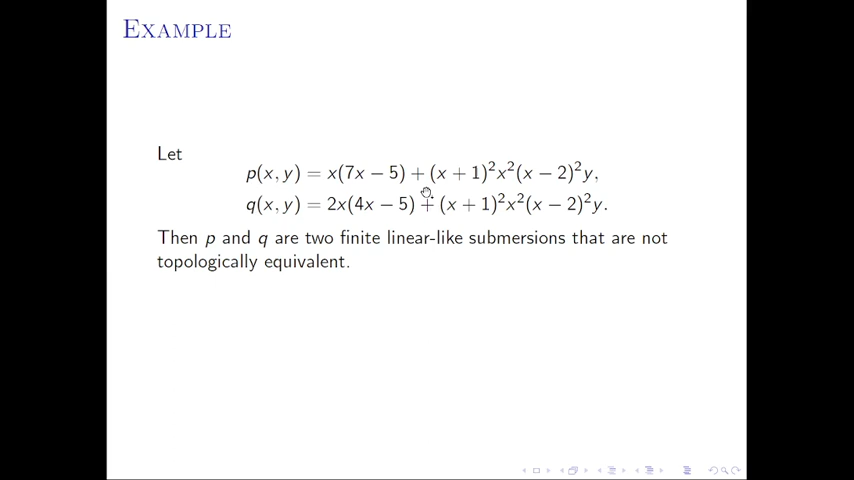 Example
Let
p(x, y) = x(7x − 5) + (x + 1)²x²(x − 2)²y,
q(x, y) = 2x(4x − 5) + (x + 1)²x²(x − 2)²y.
Then p and q are two finite linear-like submersions that are not
topologically equivalent.